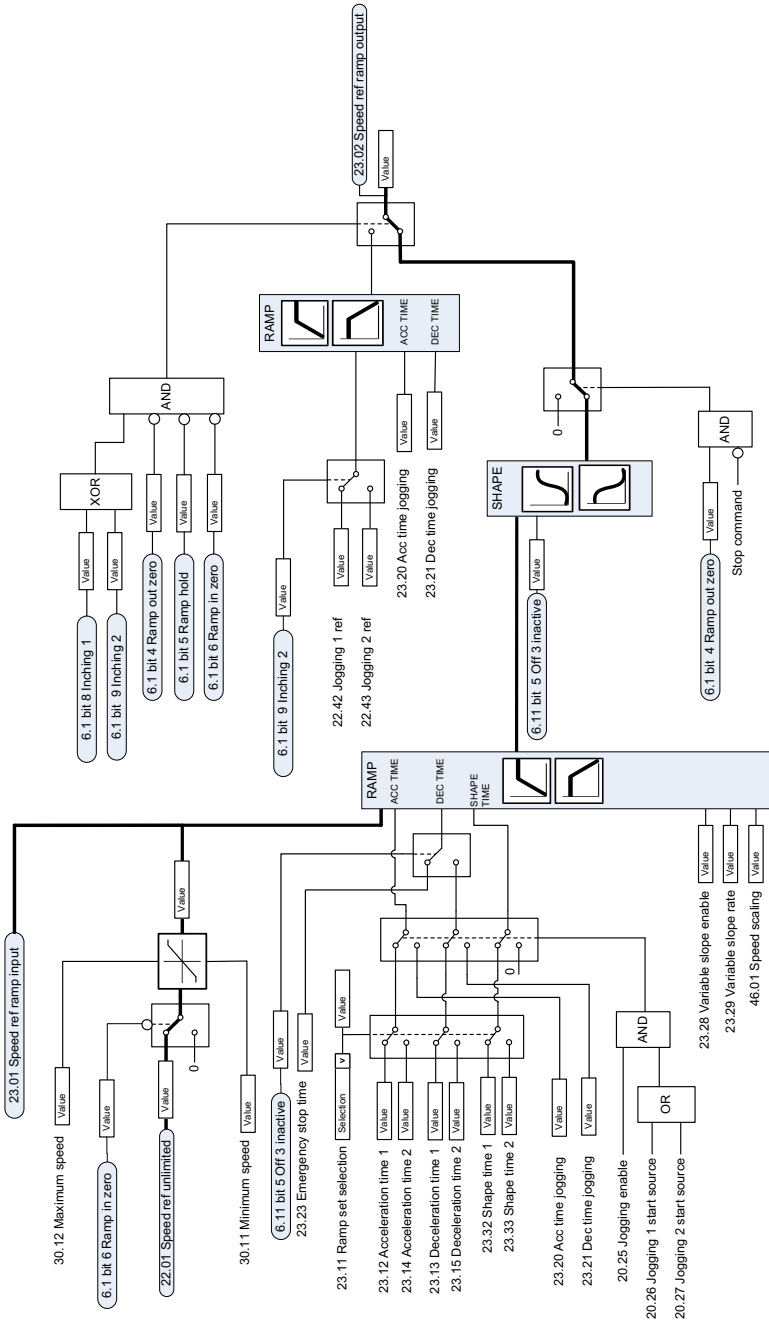 23.01 Speed ref ramp input
30.12 Maximum speed
Value
6.1 bit 6 Ramp in zero
Value
22.01 Speed ref unlimited
Value
0
Value
30.11 Minimum speed
Value
6.11 bit 5 Off 3 inactive
Value
23.23 Emergency stop time
Value
23.11 Ramp set selection
Selection
v
Value
23.12 Acceleration time 1
Value
23.14 Acceleration time 2
Value
23.13 Deceleration time 1
Value
23.15 Deceleration time 2
Value
23.32 Shape time 1
Value
23.33 Shape time 2
Value
0
23.20 Acc time jogging
Value
23.21 Dec time jogging
Value
20.25 Jogging enable
AND
20.26 Jogging 1 start source
OR
20.27 Jogging 2 start source
RAMP
ACC TIME
DEC TIME
SHAPE
TIME
23.28 Variable slope enable
Value
23.29 Variable slope rate
Value
46.01 Speed scaling
Value
6.1 bit 8 Inching 1
Value
6.1 bit 9 Inching 2
Value
XOR
6.1 bit 4 Ramp out zero
Value
6.1 bit 5 Ramp hold
Value
6.1 bit 6 Ramp in zero
Value
AND
6.1 bit 9 Inching 2
Value
22.42 Jogging 1 ref
Value
22.43 Jogging 2 ref
Value
23.20 Acc time jogging
Value
23.21 Dec time jogging
Value
RAMP
ACC TIME
DEC TIME
23.02 Speed ref ramp output
Value
SHAPE
6.11 bit 5 Off 3 inactive
Value
0
6.1 bit 4 Ramp out zero
Value
AND
Stop command